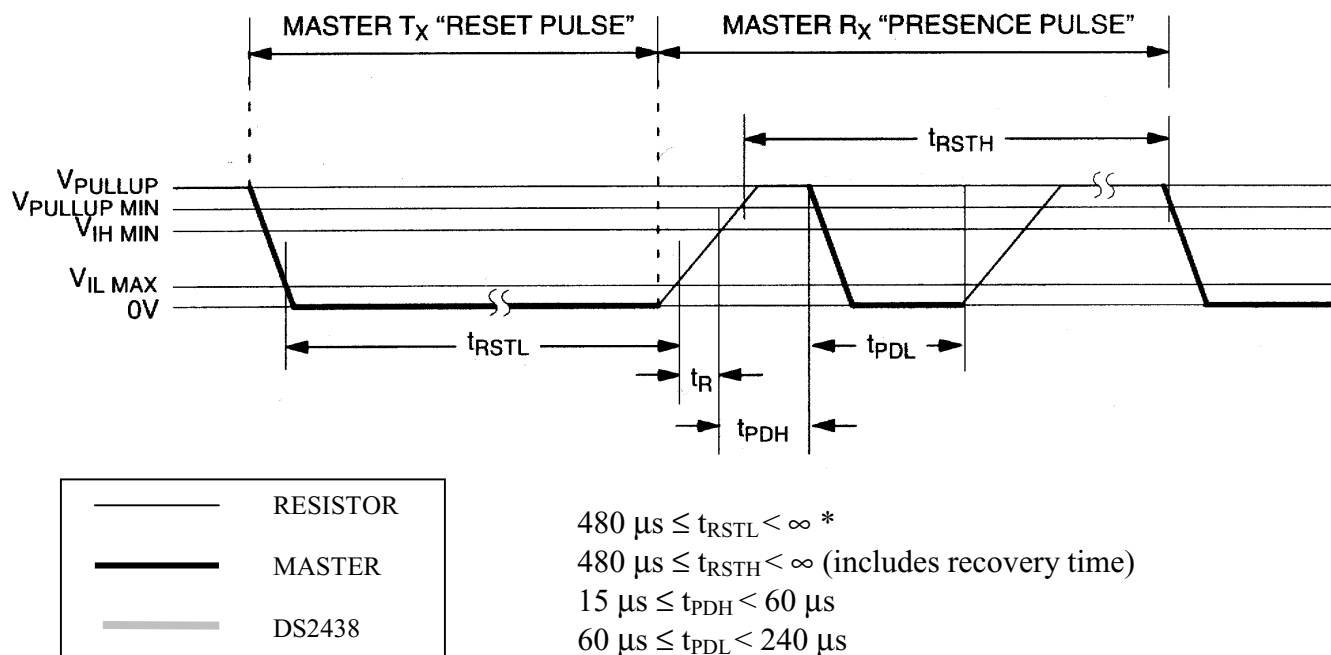 MASTER TX “RESET PULSE” MASTER RX “PRESENCE PULSE”
tRSTH
VPULLUP
VPULLUP MIN
VIH MIN
VIL MAX
0V
tRSTL
tPDL
tR
tPDH
RESISTOR
MASTER
DS2438
480 μs ≤ tRSTL < ∞ *
480 μs ≤ tRSTH < ∞ (includes recovery time)
15 μs ≤ tPDH < 60 μs
60 μs ≤ tPDL < 240 μs